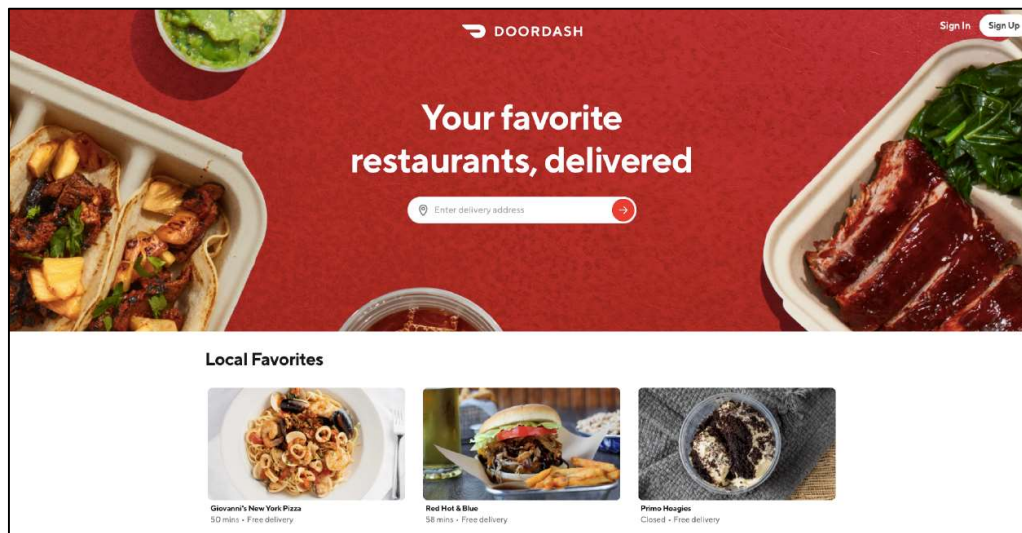 DOORDASH
Sign In
Sign Up
Your favorite
restaurants, delivered
Enter delivery address
Local Favorites
Giovanni's New York Pizza
50 mins • Free delivery
Red Hot & Blue
58 mins • Free delivery
Primo Hoagies
Closed • Free delivery